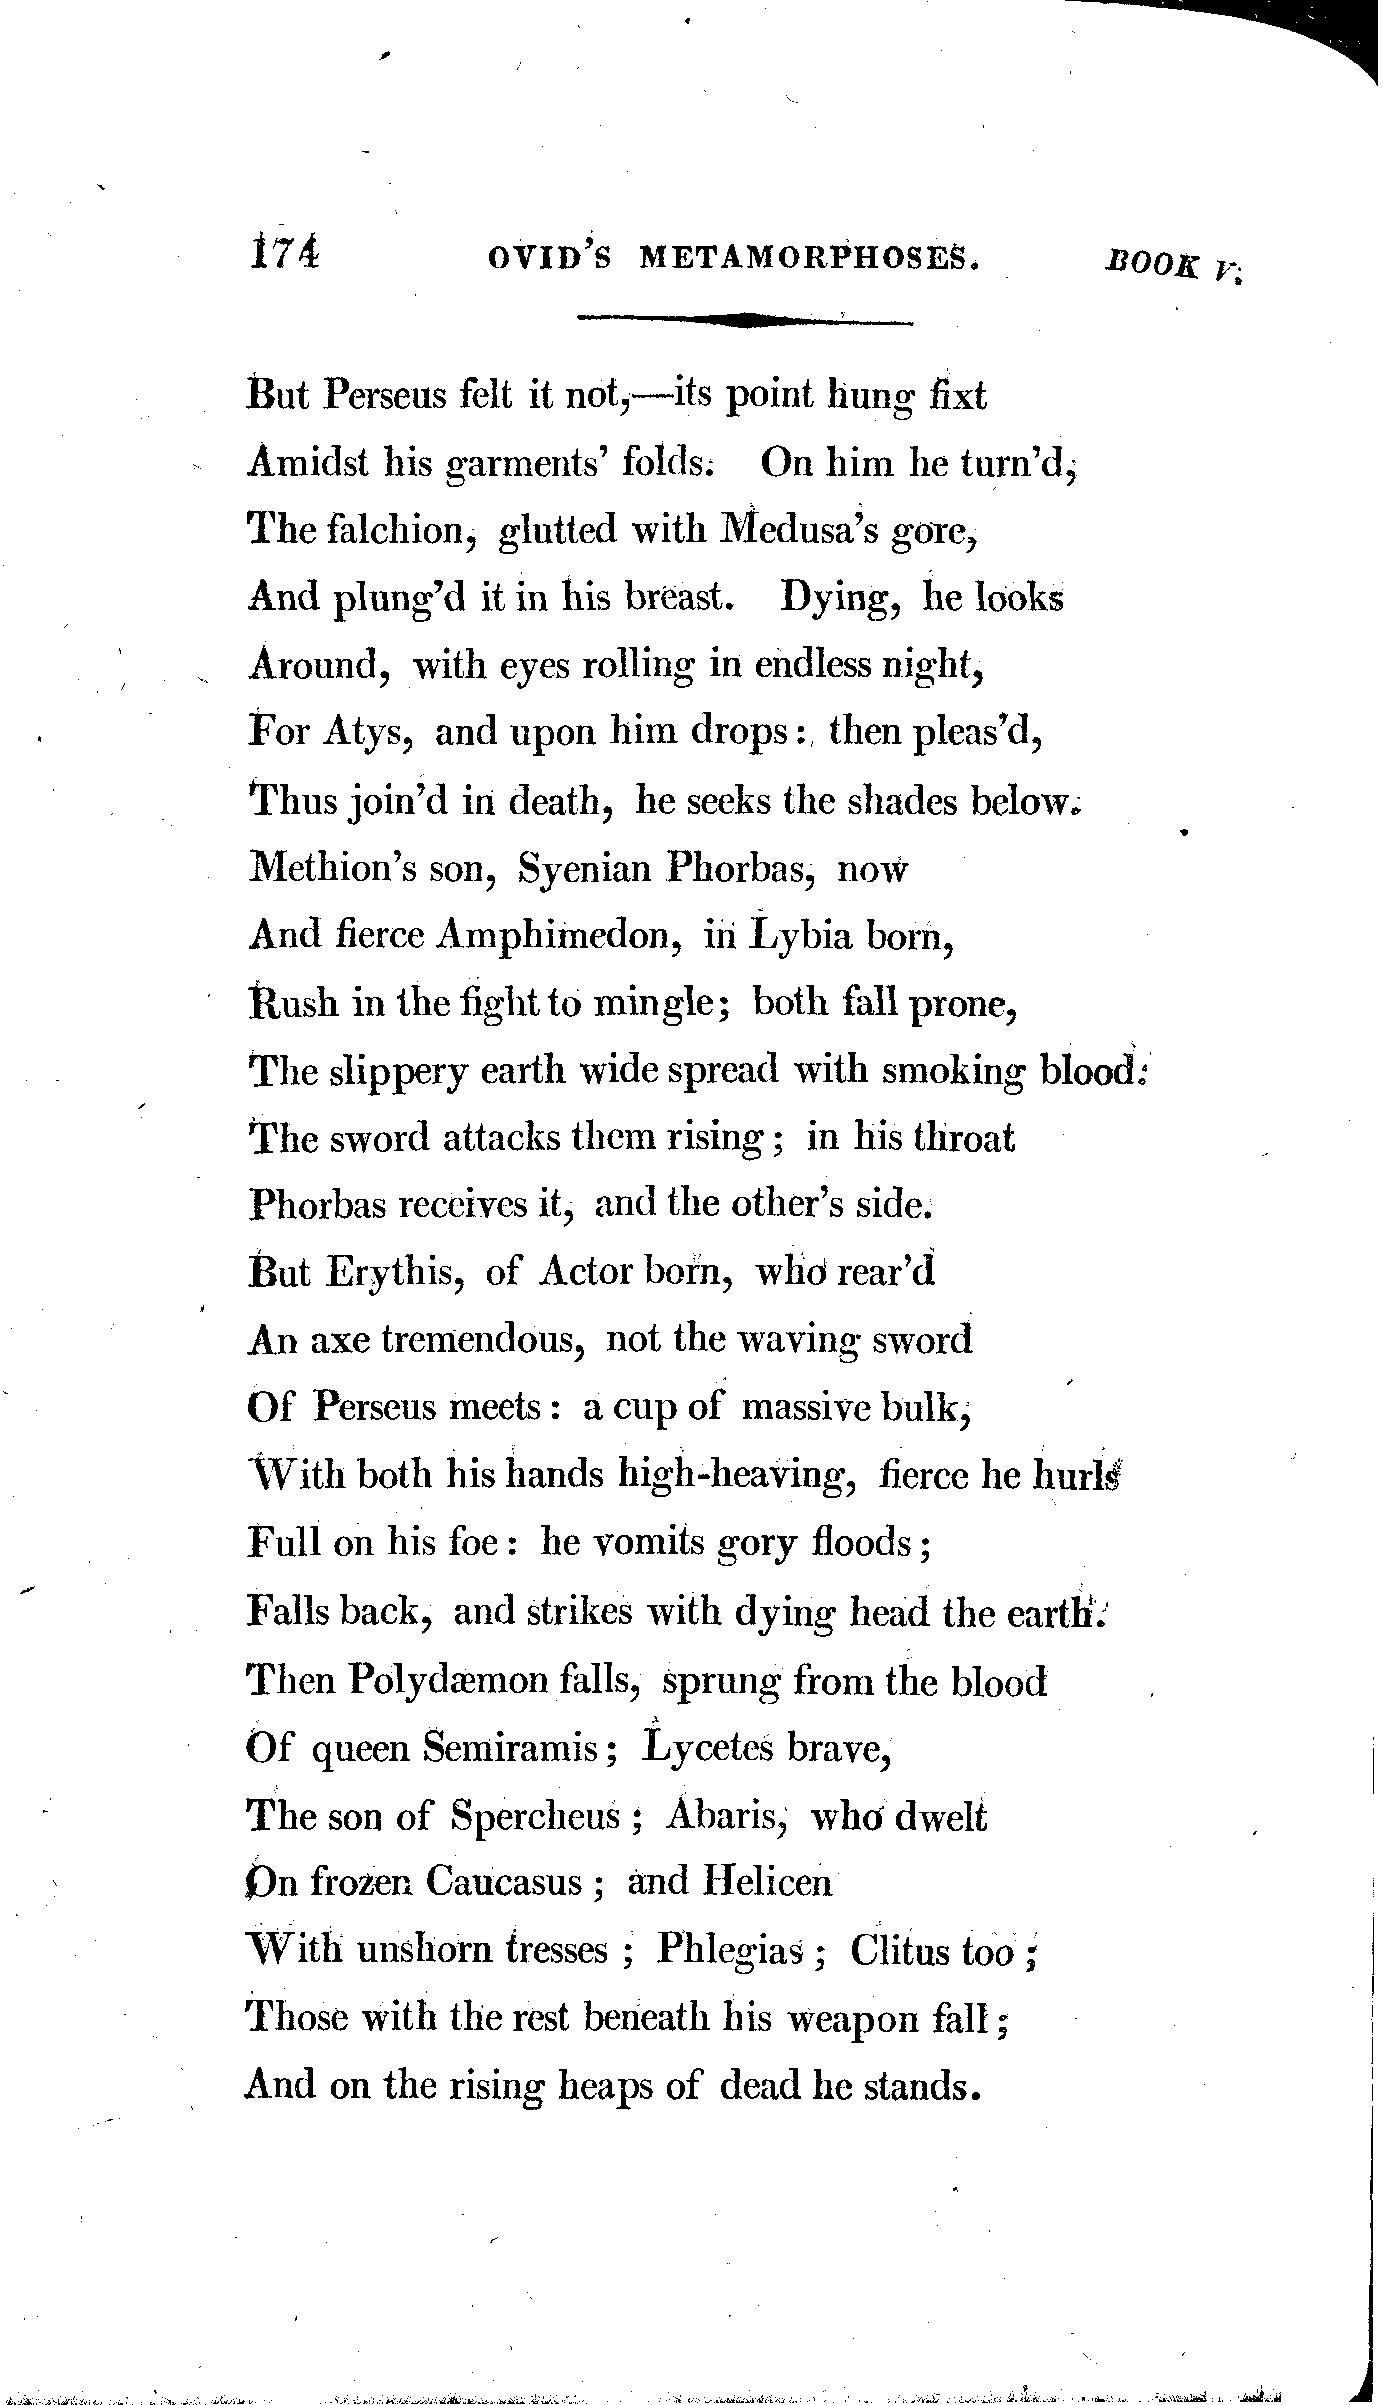 174 OVID'S METAMORPHOSES. BOOK V.
But Perseus felt it not,—its point hung fixt
Amidst his garments' folds. On him he turn'd,
The falchion, glutted with Medusa's gore,
And plung'd it in his breast. Dying, he looks
Around, with eyes rolling in endless night,
For Atys, and upon him drops: then pleas'd,
Thus join'd in death, he seeks the shades below.
Methion's son, Syenian Phorbas, now
And fierce Amphimedon, in Lybia born,
Rush in the fight to mingle; both fall prone,
The slippery earth wide spread with smoking blood.
The sword attacks them rising; in his throat
Phorbas receives it, and the other's side.
But Erythis, of Actor born, who rear'd
An axe tremendous, not the waving sword
Of Perseus meets: a cup of massive bulk,
With both his hands high-heaving, fierce he hurls
Full on his foe: he vomits gory floods;
Falls back, and strikes with dying head the earth.
Then Polydæmon falls, sprung from the blood
Of queen Semiramis; Lycetes brave,
The son of Spercheus; Abaris, who dwelt
On frozen Caucasus; and Helicen
With unshorn tresses; Phlegias; Clitus too;
Those with the rest beneath his weapon fall;
And on the rising heaps of dead he stands.